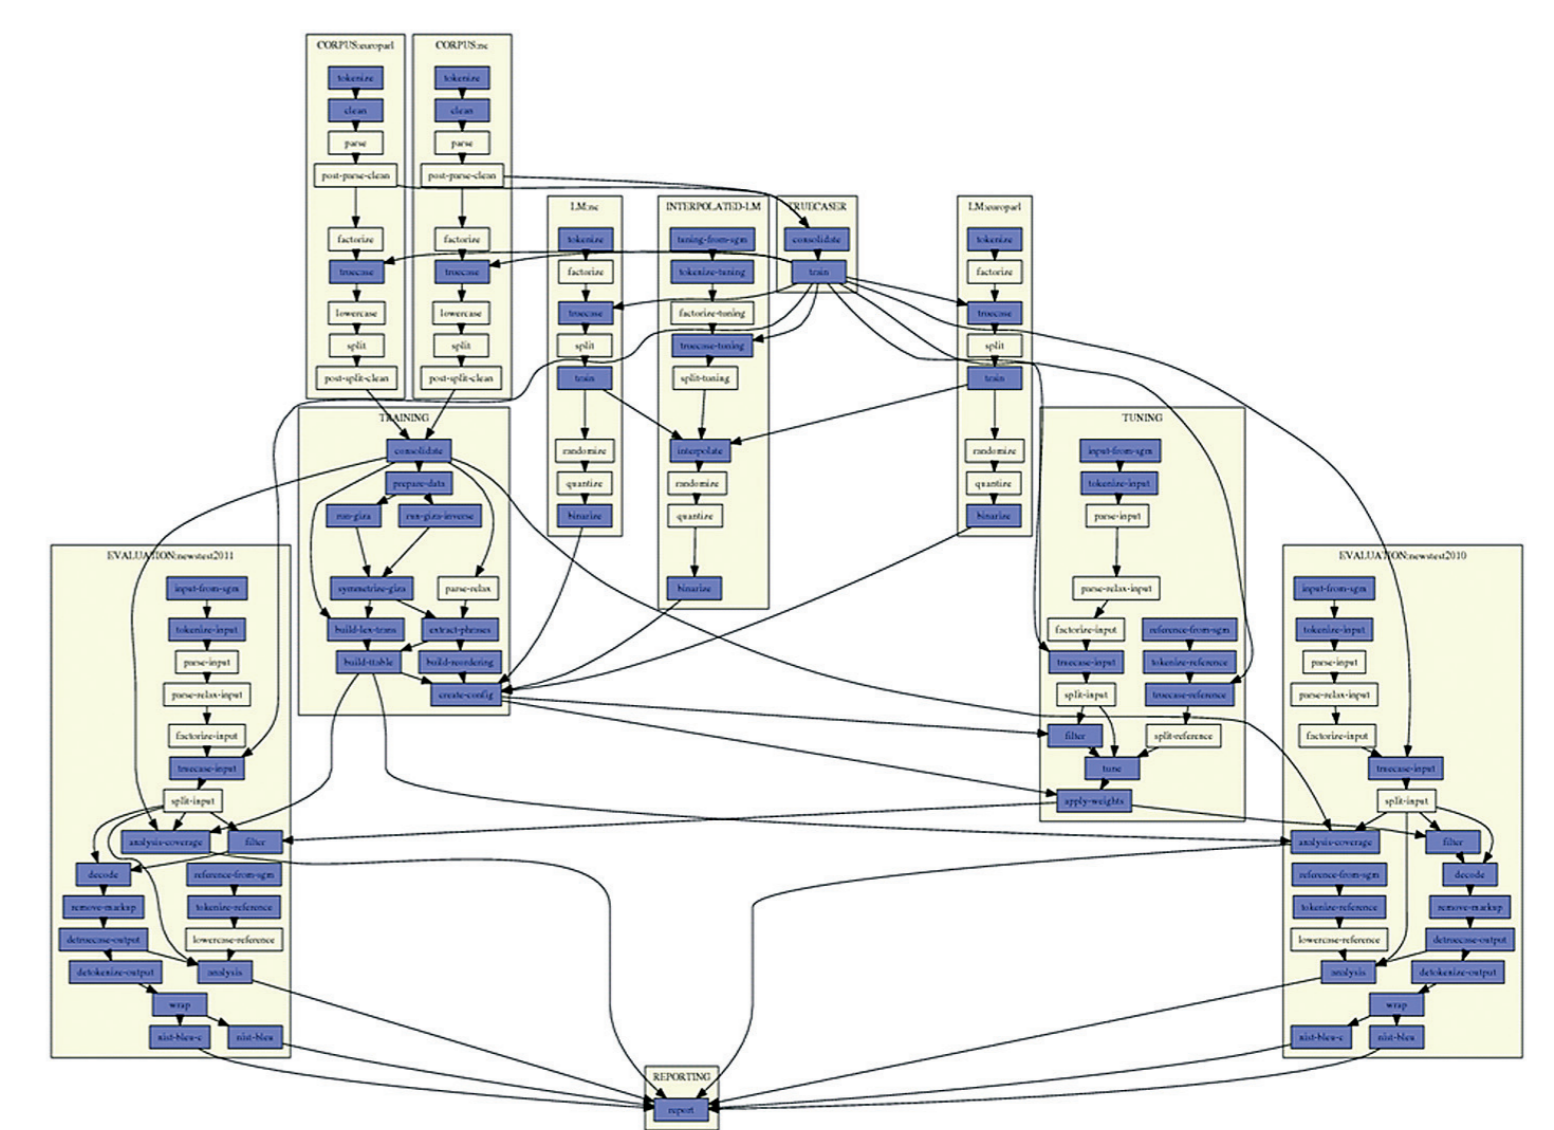 CORPUS:europarl
tokenize
clean
parse
post-parse-clean
factorize
truecase
lowercase
split
post-split-clean
CORPUS:nc
tokenize
clean
parse
post-parse-clean
factorize
truecase
lowercase
split
post-split-clean
LM:nc
tokenize
factorize
truecase
split
train
randomize
quantize
binarize
INTERPOLATED-LM
tuning-from-sgm
tokenize-tuning
factorize-tuning
truecase-tuning
split-tuning
interpolate
randomize
quantize
binarize
TRUECASER
consolidate
train
LM:europarl
tokenize
factorize
truecase
split
train
randomize
quantize
binarize
TRAINING
consolidate
prepare-data
run-giza
run-giza-inverse
symmetrize-giza
parse-relax
build-lex-trans
extract-phrases
build-ttable
build-reordering
create-config
TUNING
input-from-sgm
tokenize-input
parse-input
parse-relax-input
factorize-input
reference-from-sgm
truecase-input
tokenize-reference
split-input
truecase-reference
filter
split-reference
tune
apply-weights
EVALUATION:newstest2011
input-from-sgm
tokenize-input
parse-input
parse-relax-input
factorize-input
truecase-input
split-input
analysis-coverage
filter
decode
reference-from-sgm
remove-markup
tokenize-reference
detruecase-output
lowercase-reference
detokenize-output
analysis
wrap
nist-bleu-c
nist-bleu
EVALUATION:newstest2010
input-from-sgm
tokenize-input
parse-input
parse-relax-input
factorize-input
truecase-input
split-input
analysis-coverage
filter
reference-from-sgm
decode
tokenize-reference
remove-markup
lowercase-reference
detruecase-output
analysis
detokenize-output
wrap
nist-bleu-c
nist-bleu
REPORTING
report